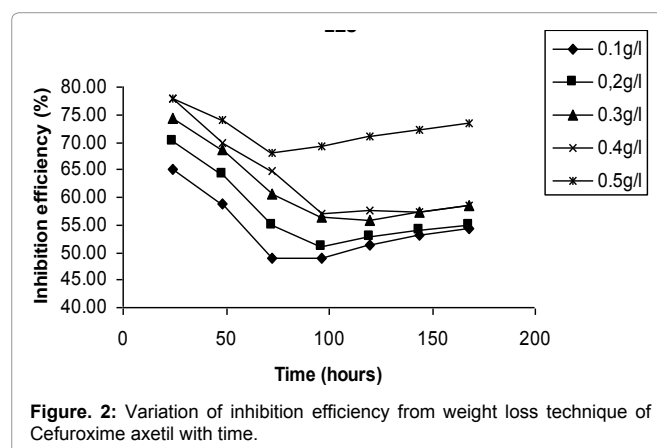 0.1g/l
0,2g/l
0.3g/l
0.4g/l
0.5g/l
Inhibition efficiency (%)
80.00
75.00
70.00
65.00
60.00
55.00
50.00
45.00
40.00
0 50 100 150 200
Time (hours)
Figure. 2: Variation of inhibition efficiency from weight loss technique of
Cefuroxime axetil with time.